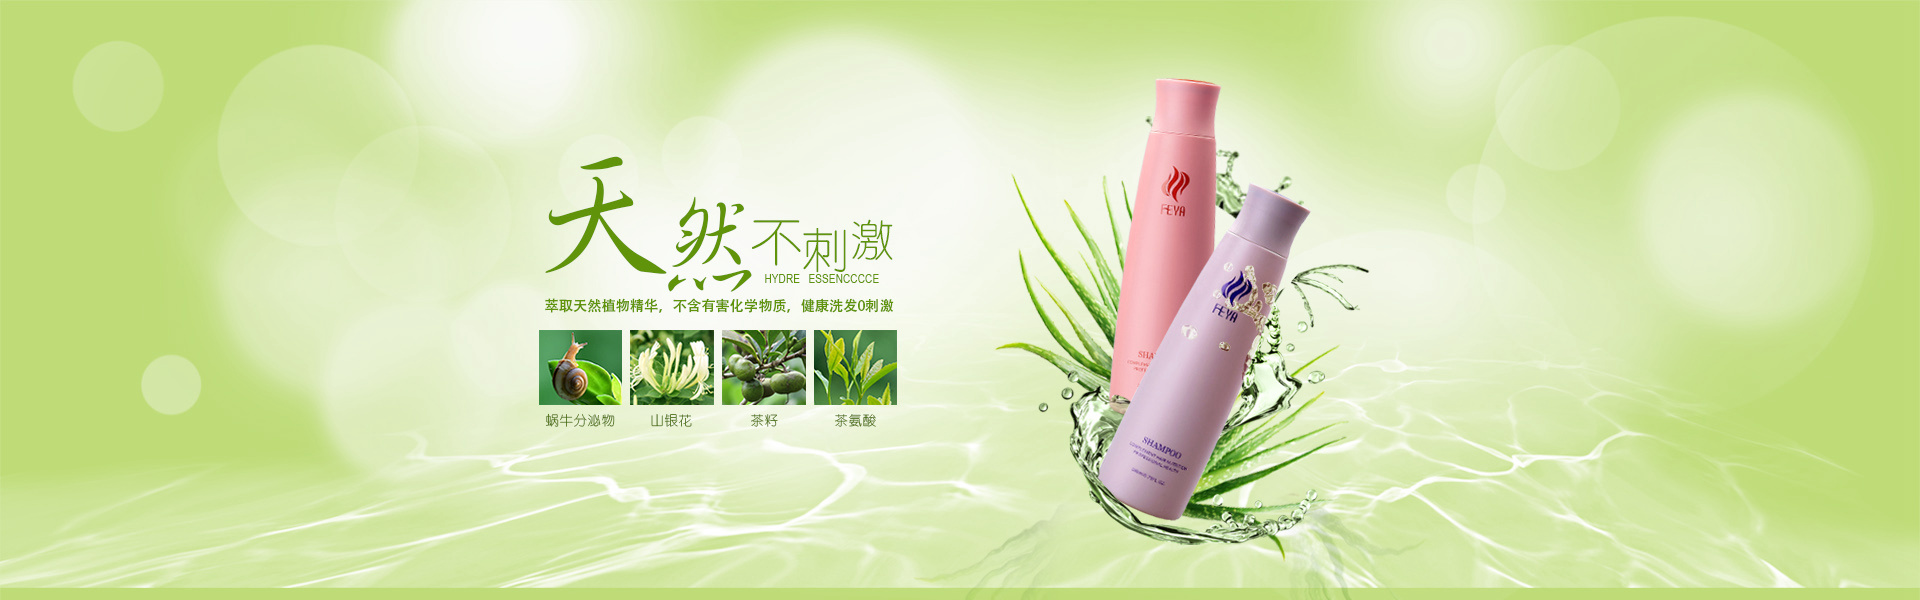 天然不刺激
HYDRE ESSENCCCCE
萃取天然植物精华，不含有害化学物质，健康洗发0刺激
蜗牛分泌物
山银花
茶籽
茶氨酸
FEYA
FEYA
SHAMPOO